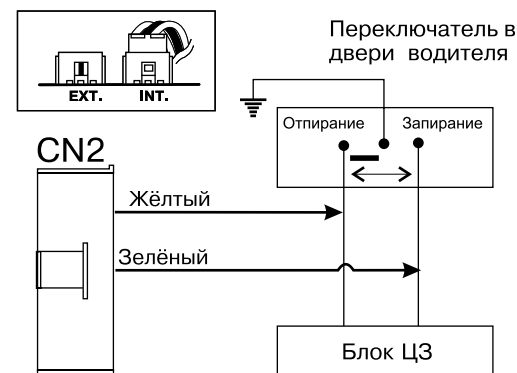 Переключатель в
двери водителя
EXT. INT.
Отпирание Запирание
CN2
Жёлтый
Зелёный
Блок ЦЗ